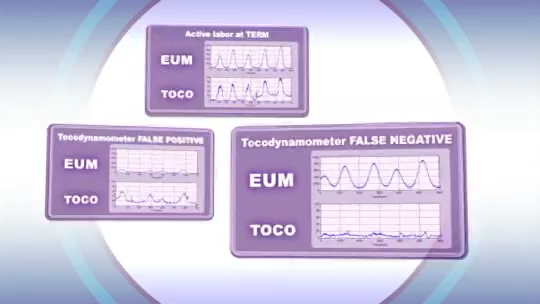 Active labor at TERM
EUM
TOCO
Tocodynamometer FALSE POSITIVE
EUM
TOCO
Tocodynamometer FALSE NEGATIVE
EUM
TOCO